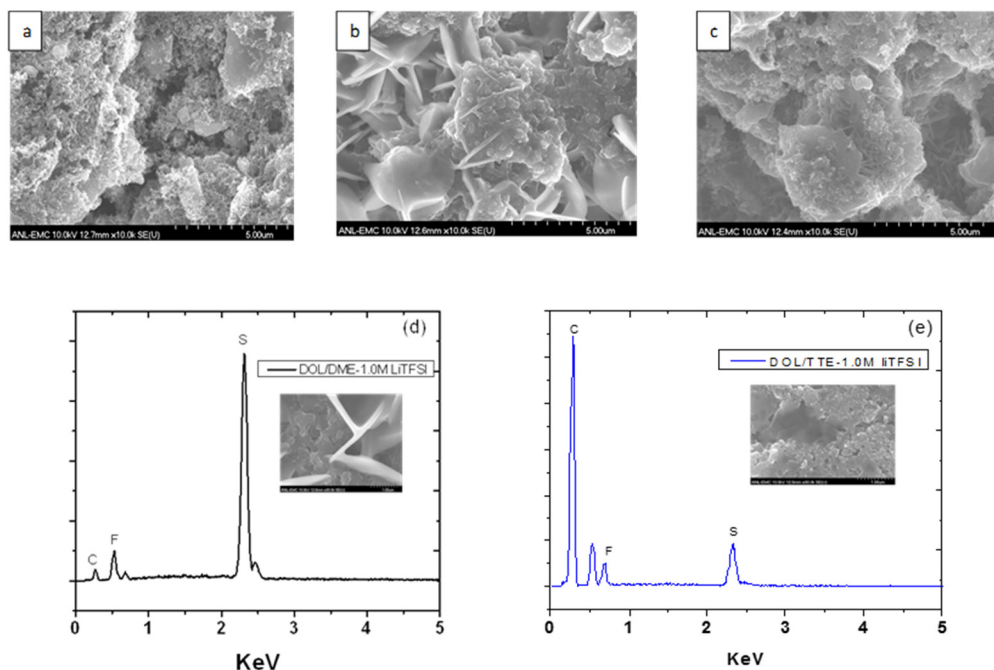 a
b
c
ANL-EMC 10.0kV 12.7mm x10.0k SE(U) 5.00um
ANL-EMC 10.0kV 12.6mm x10.0k SE(U) 5.00um
ANL-EMC 10.0kV 12.4mm x10.0k SE(U) 5.00um
(d)
S
DOL/DME-1.0M LiTFSI
F
C
0 1 2 3 4 5
KeV
(e)
C
DOL/TTE-1.0M liTFSI
S
F
0 1 2 3 4 5
KeV